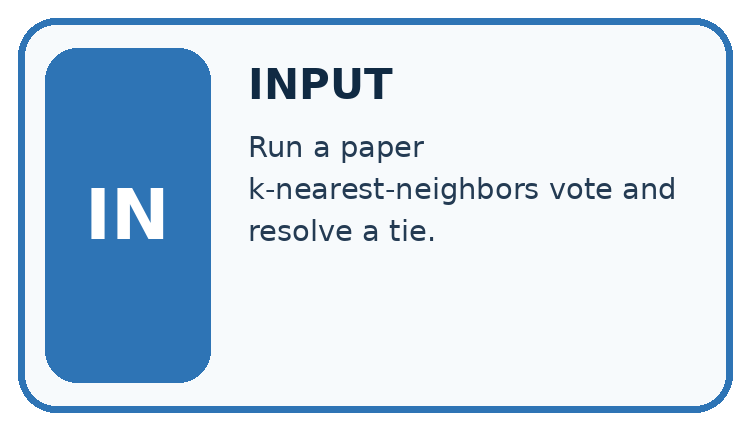 IN
INPUT
Run a paper
k-nearest-neighbors vote and
resolve a tie.